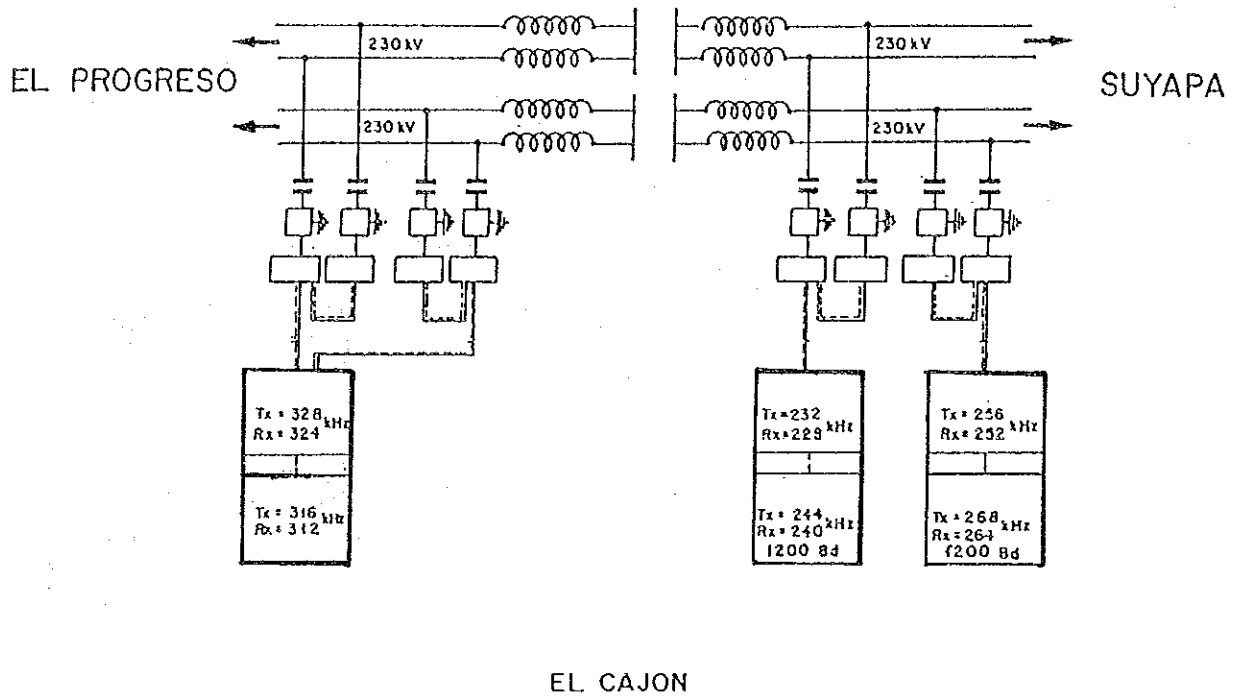 230 kV
230 kV
EL PROGRESO
SUYAPA
230 kV
230 kV
Tx = 328 kHz
Rx = 324
Tx = 232 kHz
Rx = 228
Tx = 256 kHz
Rx = 252
Tx = 316 kHz
Rx = 312
Tx = 244 kHz
Rx = 240
1200 Bd
Tx = 268 kHz
Rx = 264
1200 Bd
EL CAJON